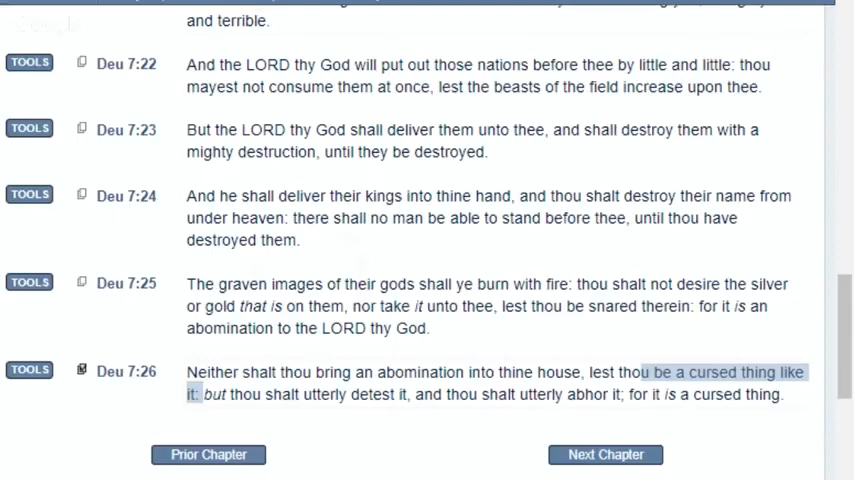 and terrible.
TOOLS Deu 7:22 And the LORD thy God will put out those nations before thee by little and little: thou
mayest not consume them at once, lest the beasts of the field increase upon thee.
TOOLS Deu 7:23 But the LORD thy God shall deliver them unto thee, and shall destroy them with a
mighty destruction, until they be destroyed.
TOOLS Deu 7:24 And he shall deliver their kings into thine hand, and thou shalt destroy their name from
under heaven: there shall no man be able to stand before thee, until thou have
destroyed them.
TOOLS Deu 7:25 The graven images of their gods shall ye burn with fire: thou shalt not desire the silver
or gold that is on them, nor take it unto thee, lest thou be snared therein: for it is an
abomination to the LORD thy God.
TOOLS Deu 7:26 Neither shalt thou bring an abomination into thine house, lest thou be a cursed thing like
it: but thou shalt utterly detest it, and thou shalt utterly abhor it; for it is a cursed thing.
Prior Chapter Next Chapter